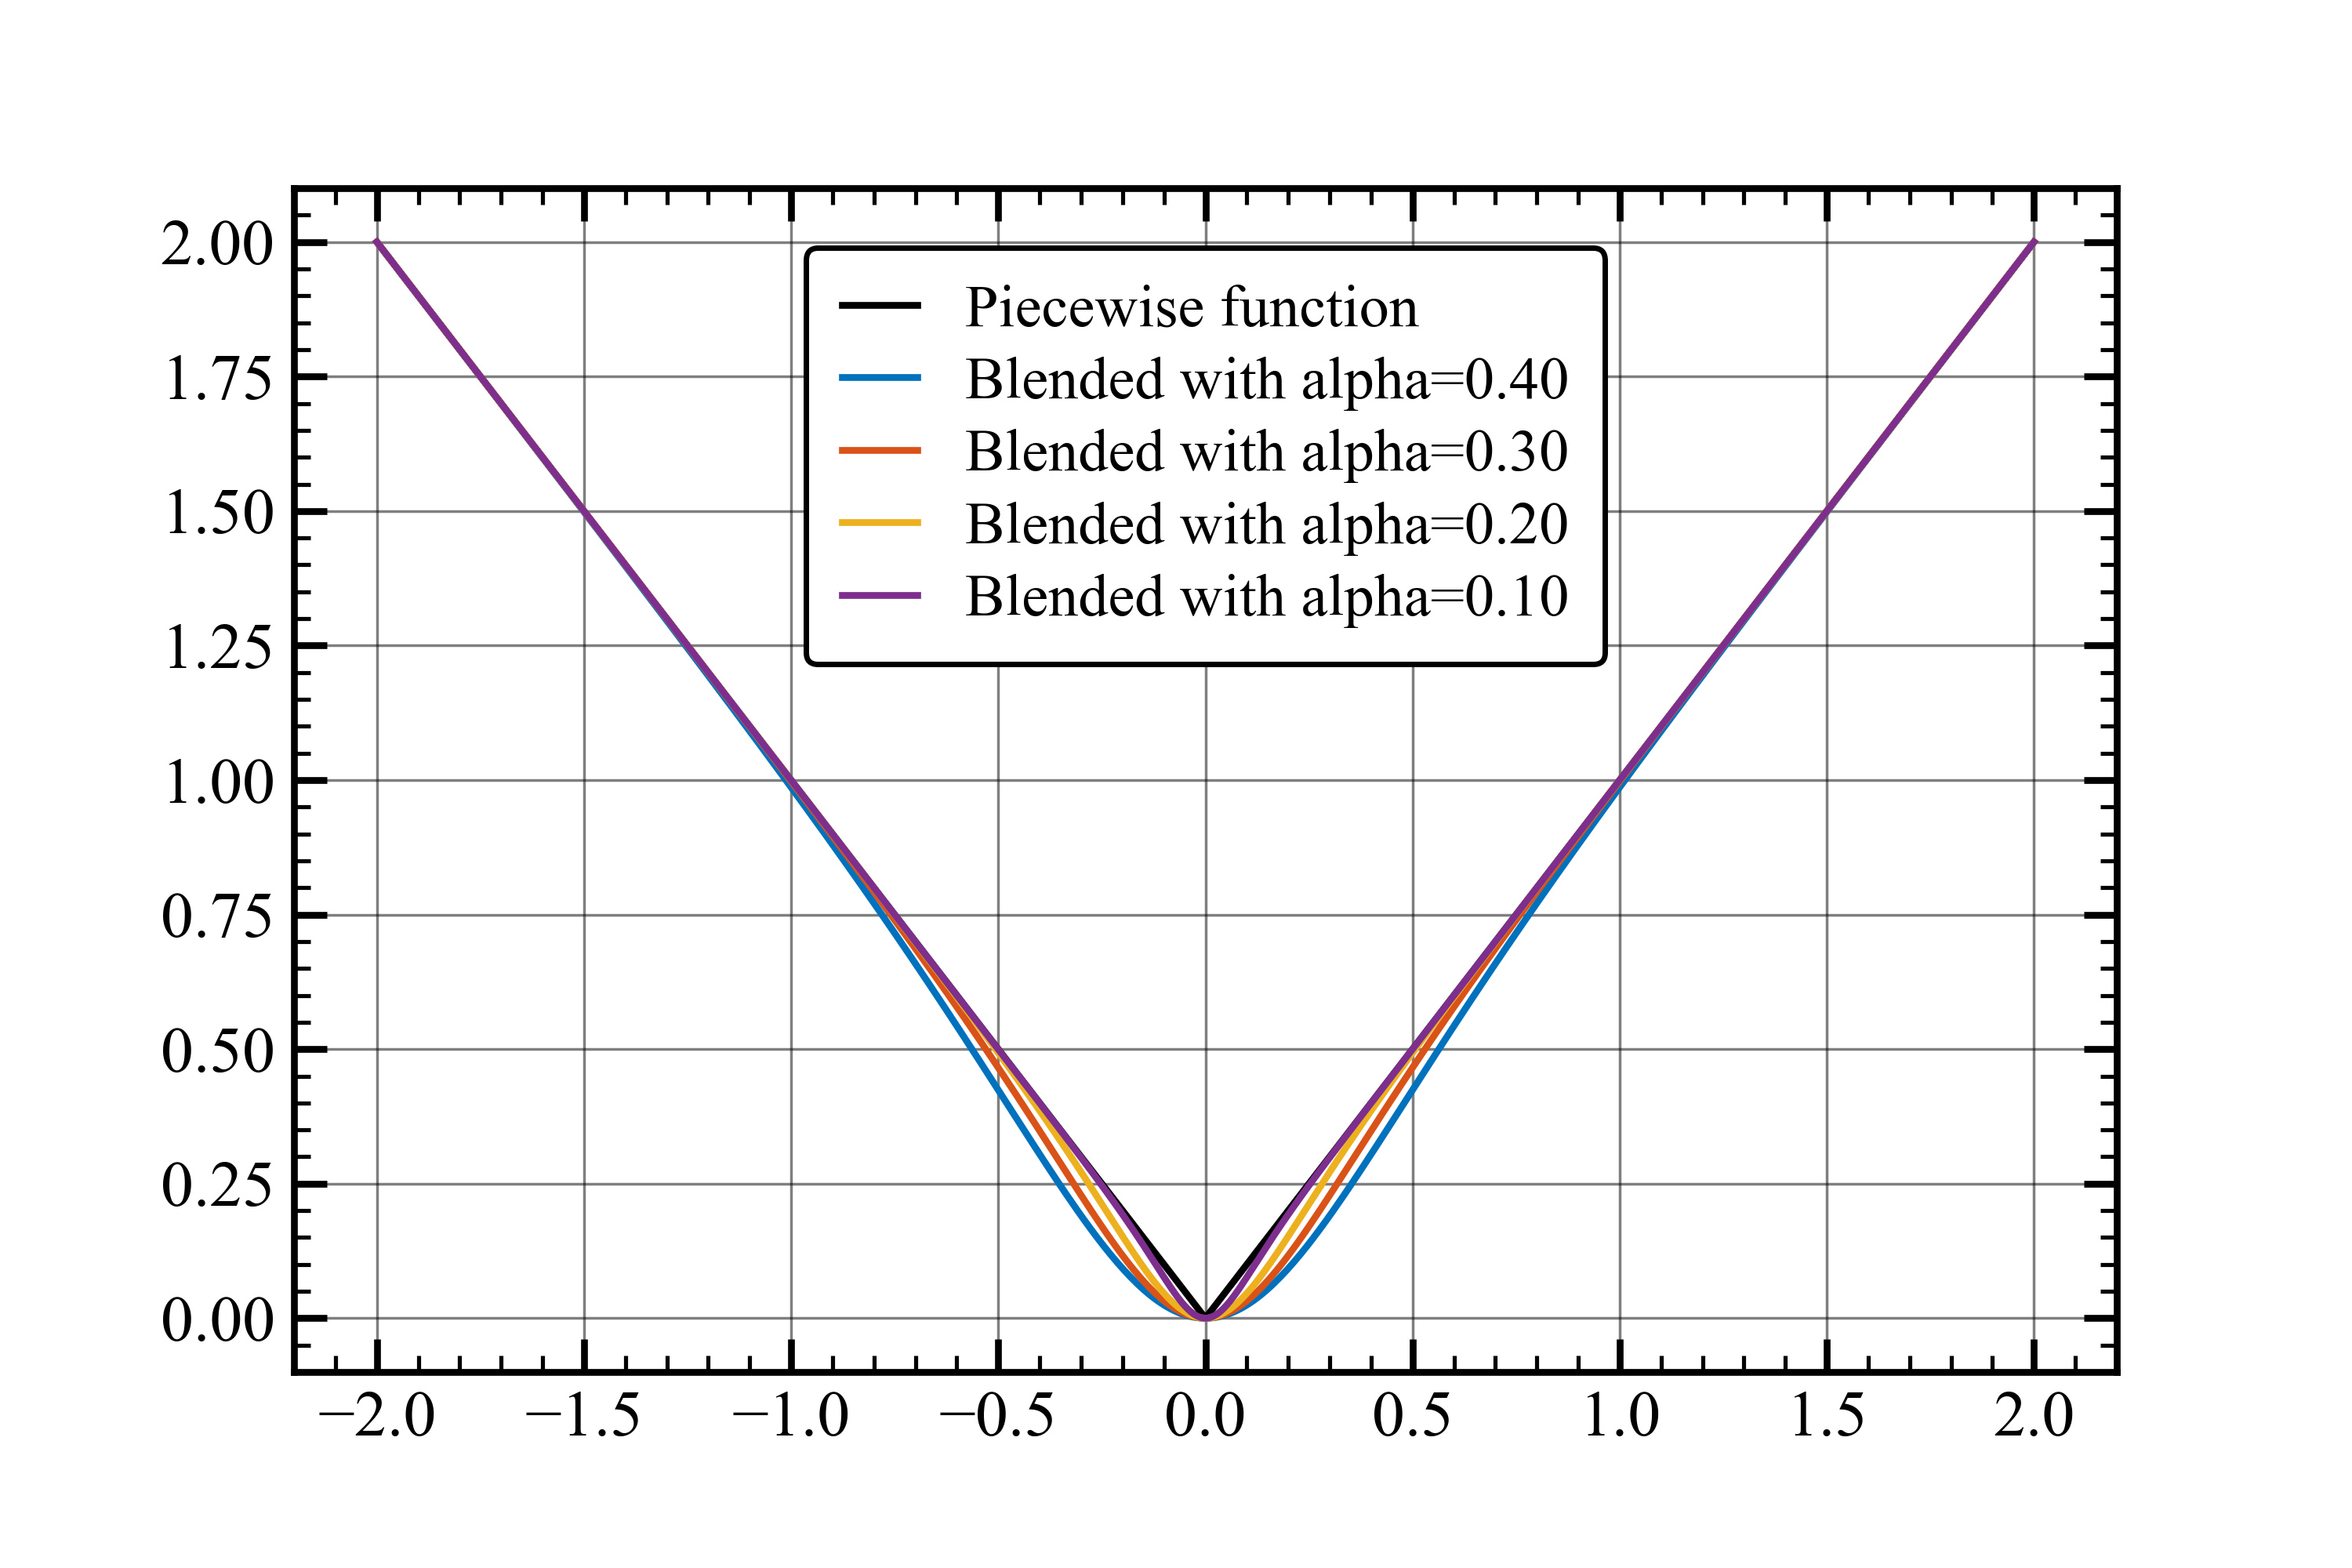 2.00
1.75
1.50
1.25
1.00
0.75
0.50
0.25
0.00
Piecewise function
Blended with alpha=0.40
Blended with alpha=0.30
Blended with alpha=0.20
Blended with alpha=0.10
−2.0 −1.5 −1.0 −0.5 0.0 0.5 1.0 1.5 2.0